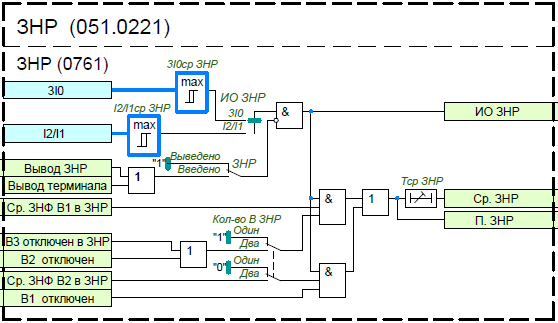 ЗНР (051.0221)
ЗНР (0761)
3I0ср ЗНР
3I0
max
I2/I1ср ЗНР
ИО ЗНР
3I0
I2/I1
&
ИО ЗНР
I2/I1
max
"1"
Выведено
Введено
ЗНР
Вывод ЗНР
Вывод терминала
1
Ср. ЗНФ В1 в ЗНР
&
1
Тср ЗНР
Ср. ЗНР
П. ЗНР
Кол-во В ЗНР
В3 отключен в ЗНР
В2 отключен
1
"1"
Один
Два
"0"
Один
Два
Ср. ЗНФ В2 в ЗНР
В1 отключен
&